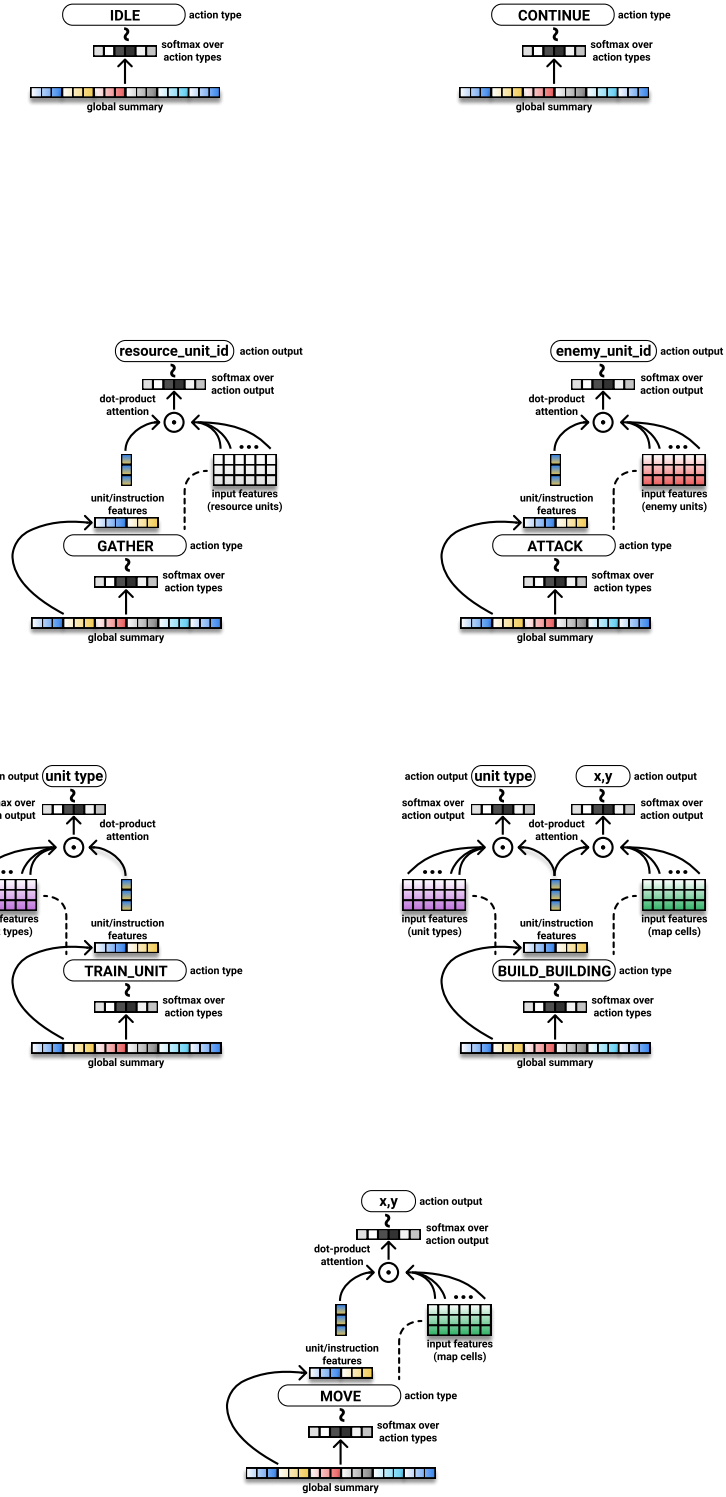 IDLE action type
softmax over
action types
global summary
CONTINUE action type
softmax over
action types
global summary
resource_unit_id action output
softmax over
action output
dot-product
attention
unit/instruction
features
input features
(resource units)
GATHER action type
softmax over
action types
global summary
enemy_unit_id action output
softmax over
action output
dot-product
attention
unit/instruction
features
input features
(enemy units)
ATTACK action type
softmax over
action types
global summary
n output unit type
ax over
n output
dot-product
attention
features
types)
unit/instruction
features
TRAIN_UNIT action type
softmax over
action types
global summary
action output unit type x,y action output
softmax over
action output
softmax over
action output
dot-product
attention
input features
(unit types)
unit/instruction
features
input features
(map cells)
BUILD_BUILDING action type
softmax over
action types
global summary
x,y action output
softmax over
action output
dot-product
attention
unit/instruction
features
input features
(map cells)
MOVE action type
softmax over
action types
global summary